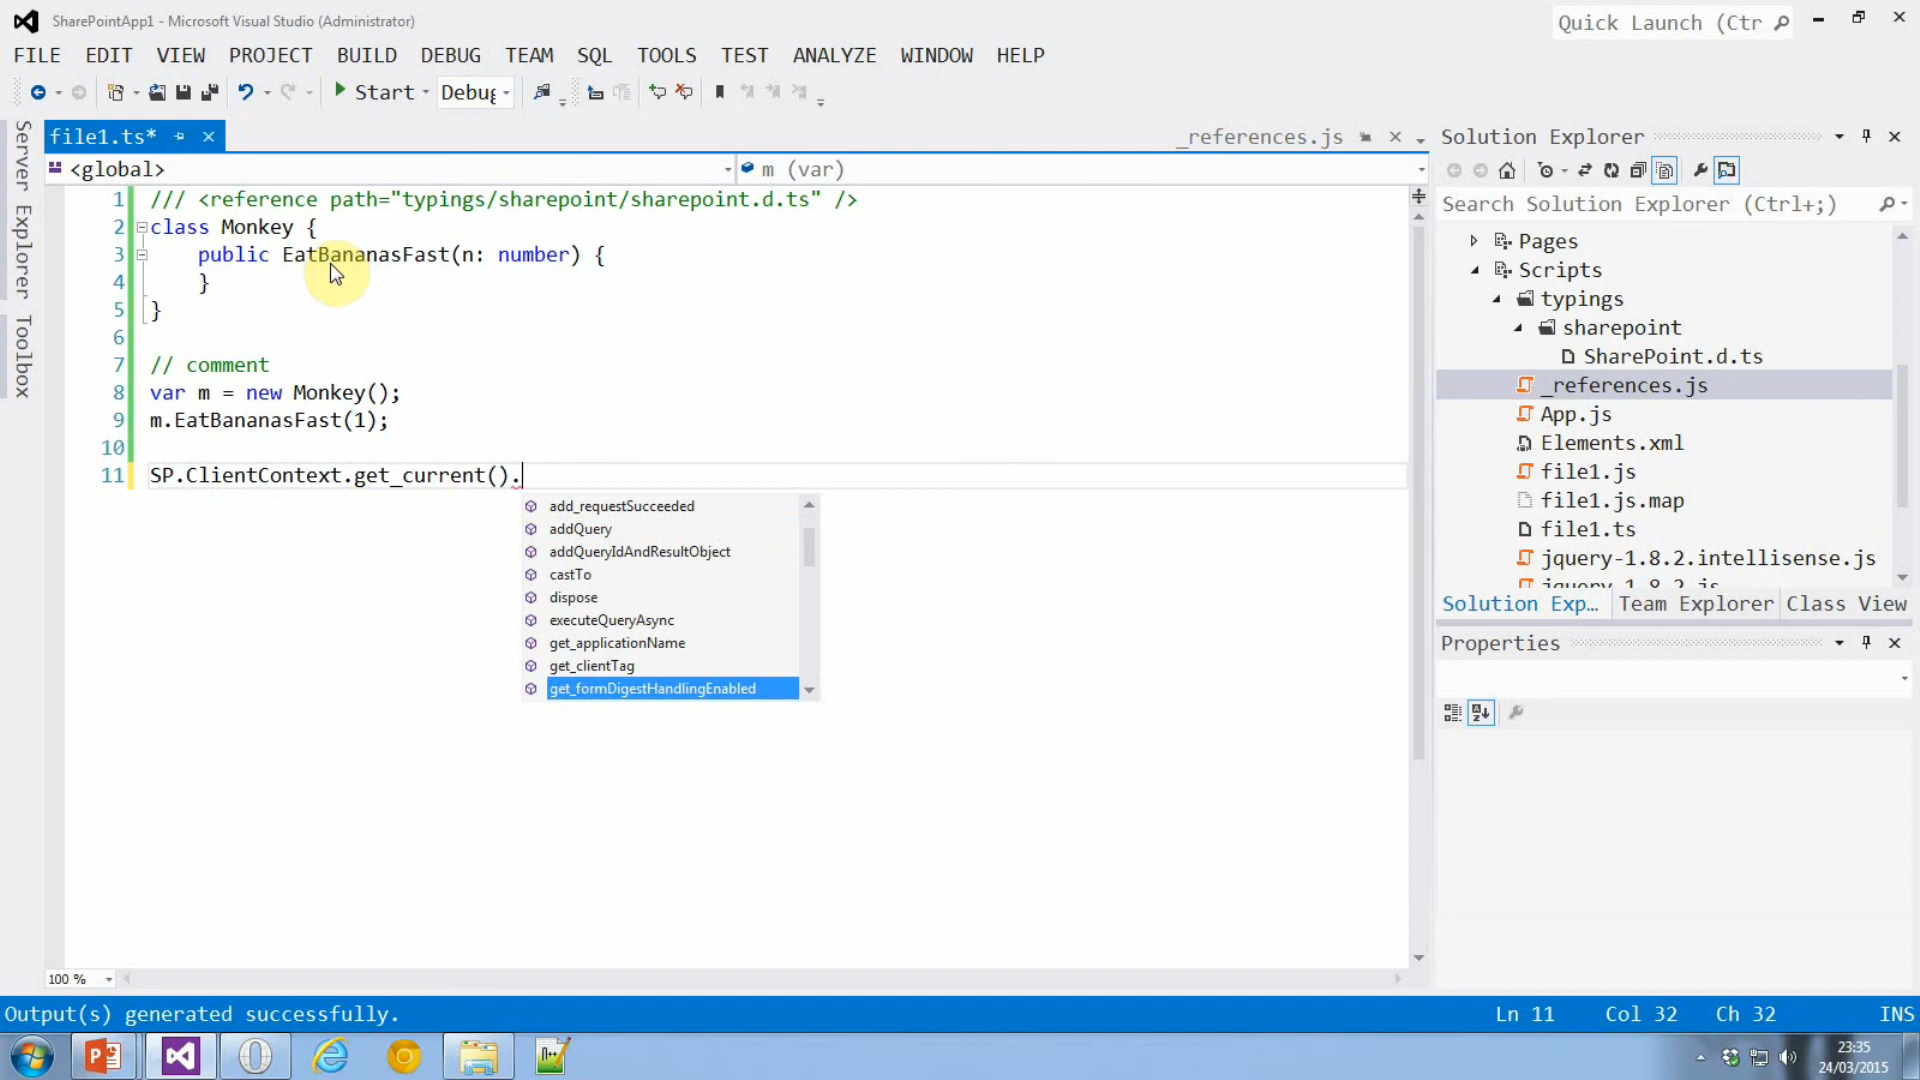 SharePointApp1 - Microsoft Visual Studio (Administrator)
Quick Launch (Ctr
FILE EDIT VIEW PROJECT BUILD DEBUG TEAM SQL TOOLS TEST ANALYZE WINDOW HELP
Start Debug
Server Explorer
Toolbox
file1.ts*
_references.js
<global>
m (var)
1 /// <reference path="typings/sharepoint/sharepoint.d.ts" />
2 class Monkey {
3 public EatBananasFast(n: number) {
4 }
5 }
6
7 // comment
8 var m = new Monkey();
9 m.EatBananasFast(1);
10
11 SP.ClientContext.get_current().
add_requestSucceeded
addQuery
addQueryIdAndResultObject
castTo
dispose
executeQueryAsync
get_applicationName
get_clientTag
get_formDigestHandlingEnabled
100 %
Solution Explorer
Search Solution Explorer (Ctrl+;)
Pages
Scripts
typings
sharepoint
SharePoint.d.ts
_references.js
App.js
Elements.xml
file1.js
file1.js.map
file1.ts
jquery-1.8.2.intellisense.js
jquery-1.8.2.js
Solution Exp... Team Explorer Class View
Properties
Output(s) generated successfully.
Ln 11 Col 32 Ch 32 INS
23:35
24/03/2015